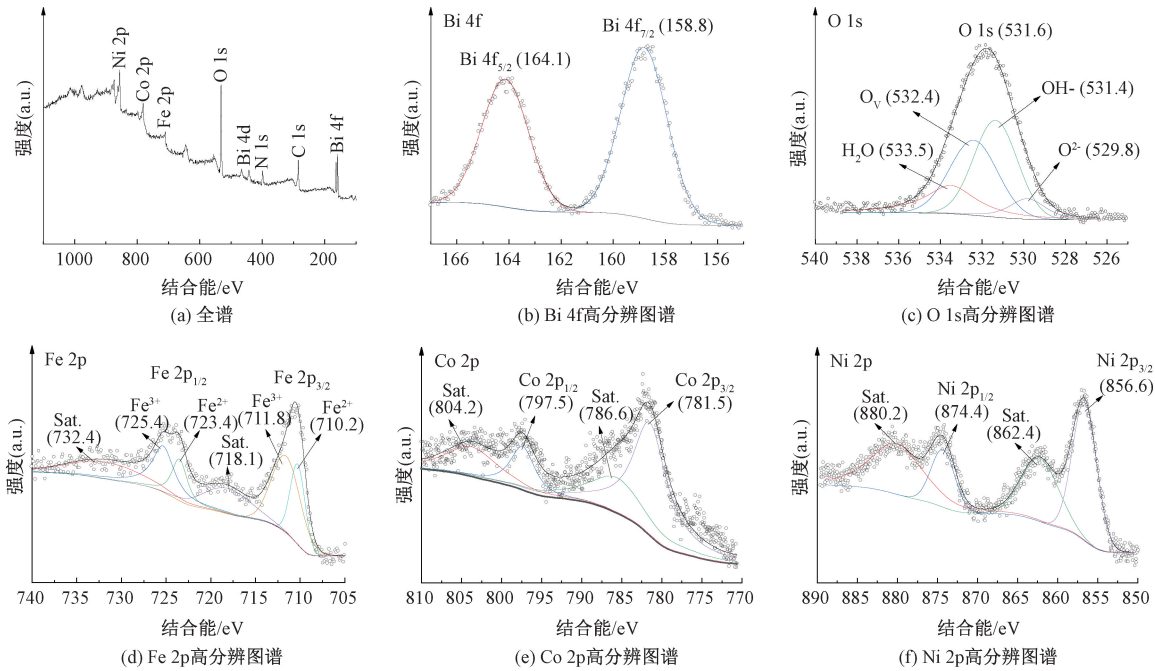 强度(a.u.)
Ni 2p
Co 2p
Fe 2p
O 1s
Bi 4d
N 1s
C 1s
Bi 4f
1000 800 600 400 200
结合能/eV
(a) 全谱
强度(a.u.)
Bi 4f
Bi 4f5/2 (164.1)
Bi 4f7/2 (158.8)
166 164 162 160 158 156
结合能/eV
(b) Bi 4f高分辨图谱
强度(a.u.)
O 1s
O 1s (531.6)
OV (532.4)
OH- (531.4)
H2O (533.5)
O2- (529.8)
540 538 534 532 530 528 526
结合能/eV
(c) O 1s高分辨图谱
强度(a.u.)
Fe 2p
Fe 2p1/2
Fe 2p3/2
Sat.
(732.4)
Fe3+
(725.4)
Fe2+
(723.4)
Sat.
(718.1)
Fe3+
(711.8)
Fe2+
(710.2)
740 735 730 725 720 715 710 705
结合能/eV
(d) Fe 2p高分辨图谱
强度(a.u.)
Co 2p
Sat.
(804.2)
Co 2p1/2
(797.5)
Sat.
(786.6)
Co 2p3/2
(781.5)
810 805 800 795 790 785 780 775 770
结合能/eV
(e) Co 2p高分辨图谱
强度(a.u.)
Ni 2p
Sat.
(880.2)
Ni 2p1/2
(874.4)
Sat.
(862.4)
Ni 2p3/2
(856.6)
890 885 880 875 870 865 860 855 850
结合能/eV
(f) Ni 2p高分辨图谱